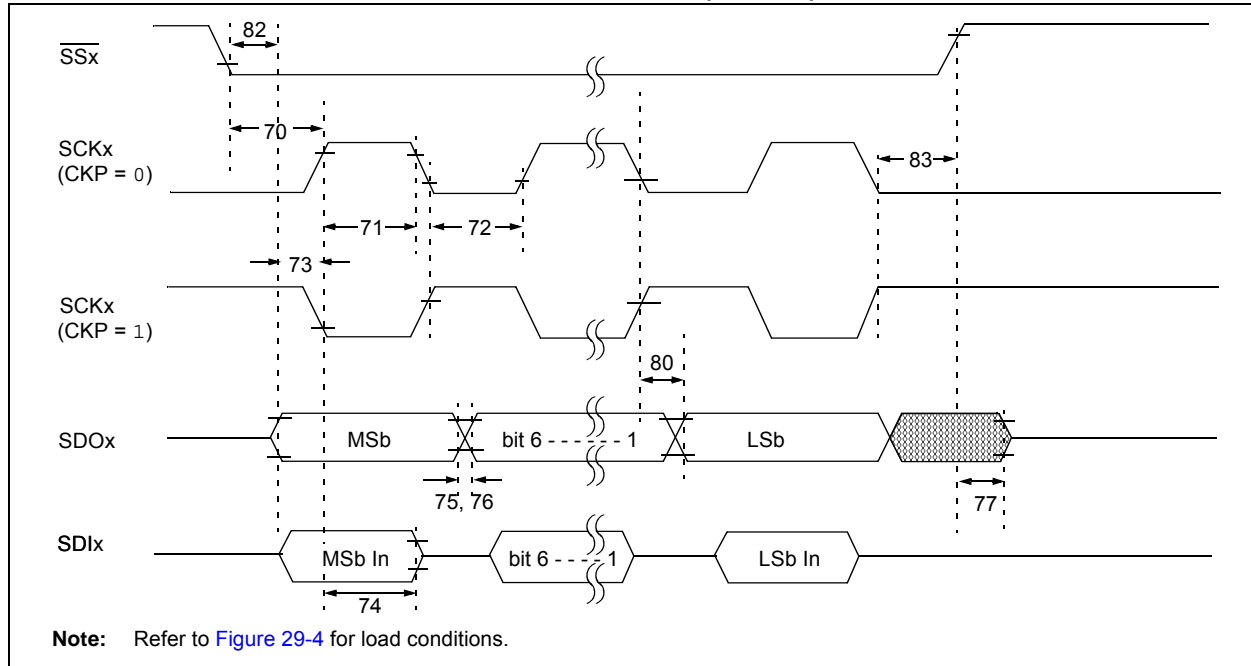 82
SSx
70
SCKx
(CKP = 0)
83
71
72
73
SCKx
(CKP = 1)
80
SDOx
MSb
bit 6 - - - - - - 1
LSb
75, 76
77
SDIx
MSb In
bit 6 - - - - 1
LSb In
74
Note: Refer to Figure 29-4 for load conditions.